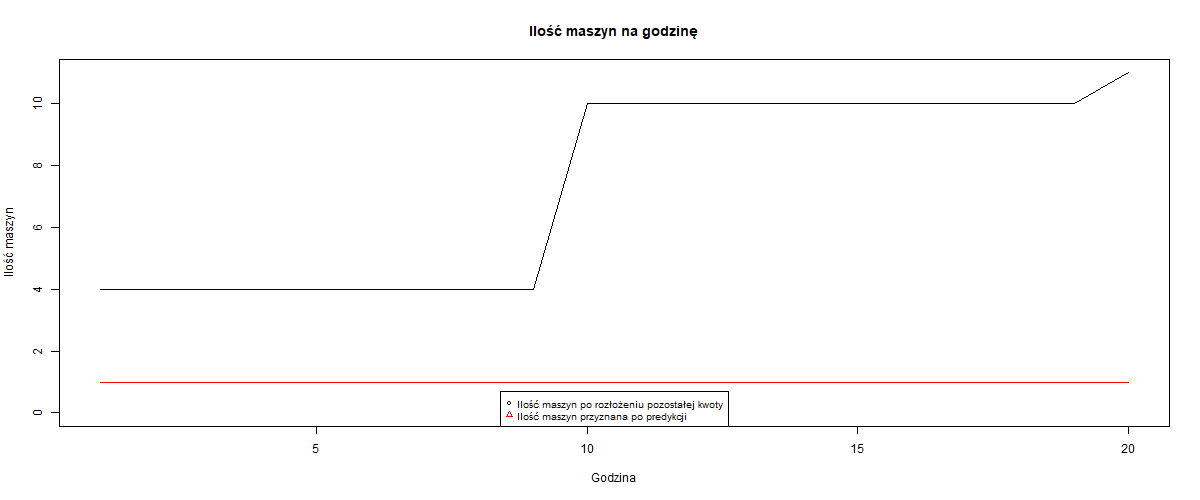 Ilość maszyn na godzinę
Ilość maszyn
10
8
6
4
2
0
Ilość maszyn po rozłożeniu pozostałej kwoty
Ilość maszyn przyznana po predykcji
5
10
15
20
Godzina